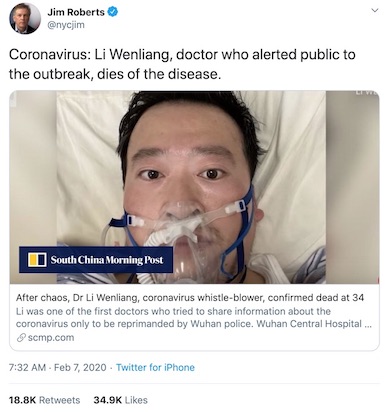 Jim Roberts
@nycjim
Coronavirus: Li Wenliang, doctor who alerted public to
the outbreak, dies of the disease.
South China Morning Post
After chaos, Dr Li Wenliang, coronavirus whistle-blower, confirmed dead at 34
Li was one of the first doctors who tried to share information about the
coronavirus only to be reprimanded by Wuhan police. Wuhan Central Hospital ...
scmp.com
7:32 AM · Feb 7, 2020 · Twitter for iPhone
18.8K Retweets 34.9K Likes